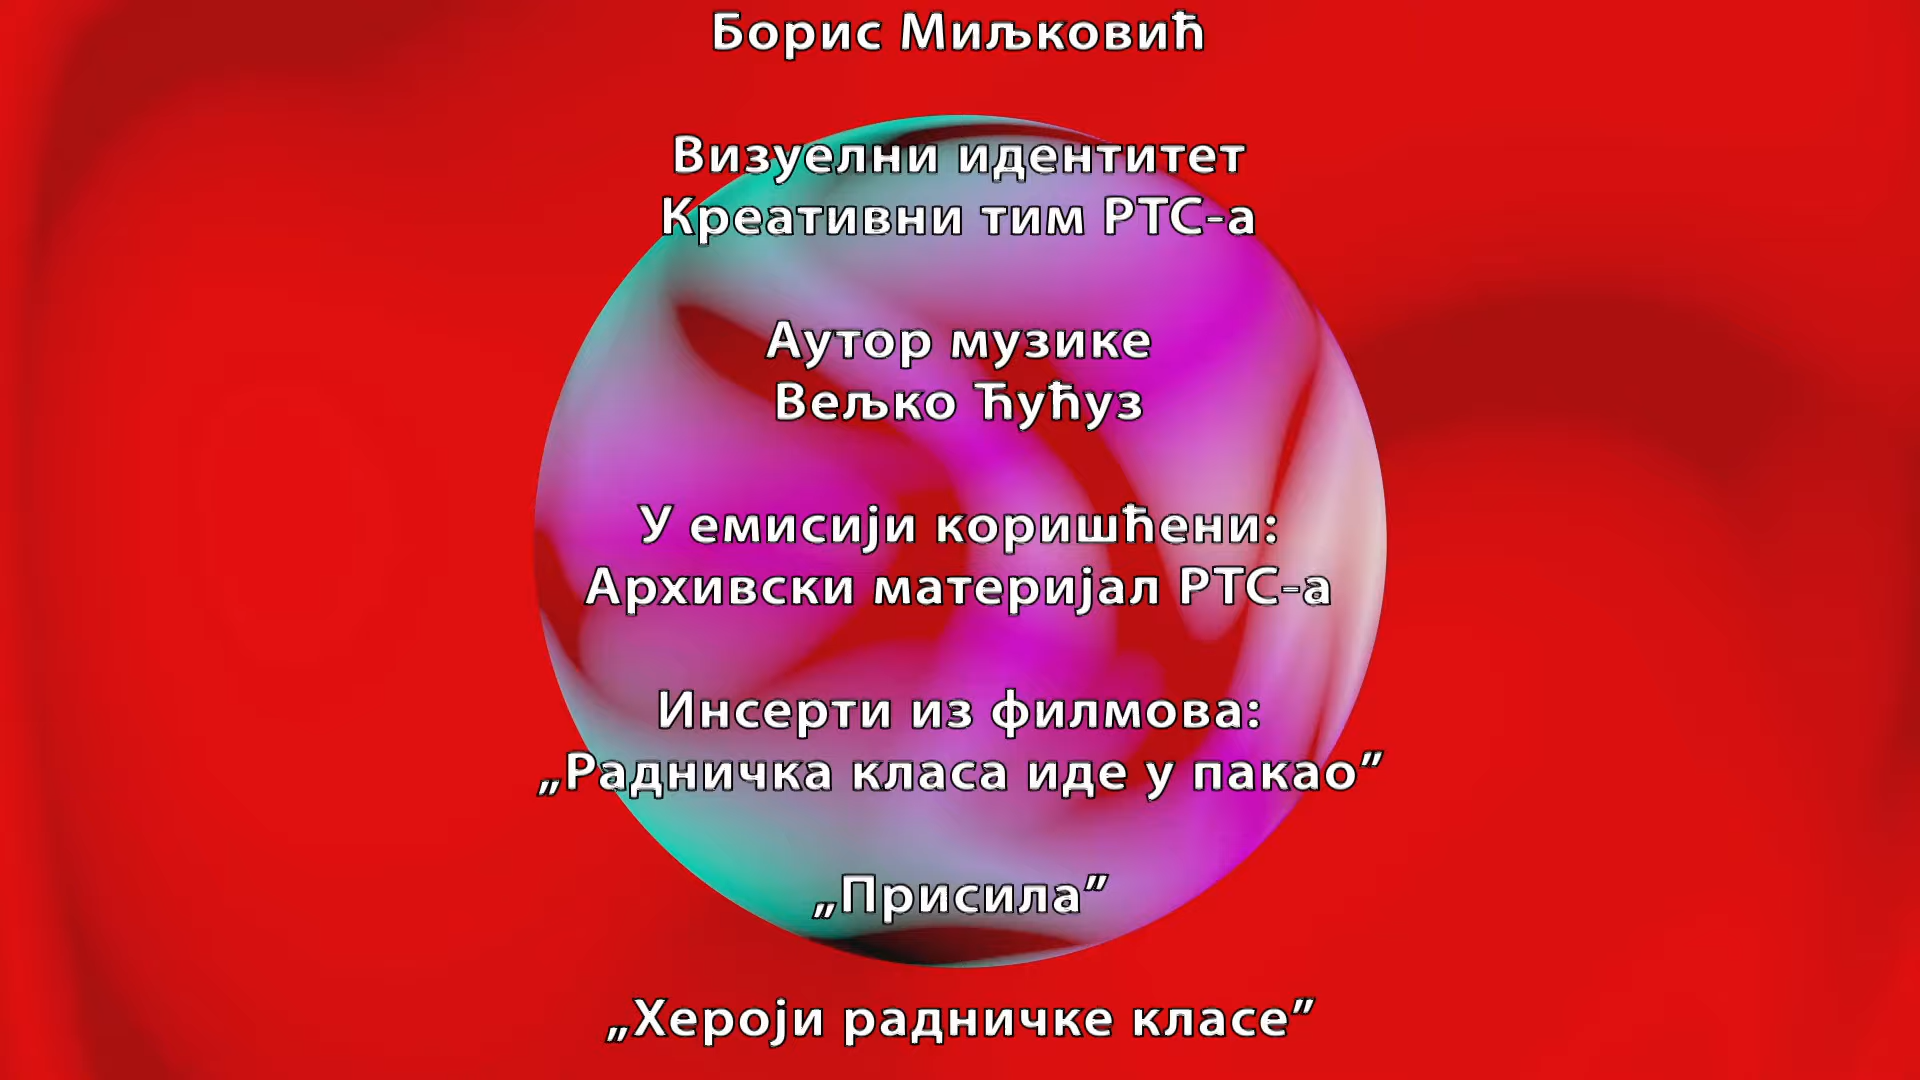 Борис Миљковић
Визуелни идентитет
Креативни тим РТС-а
Аутор музике
Вељко Ћућуз
У емисији коришћени:
Архивски материјал РТС-а
Инсерти из филмова:
„Радничка класа иде у пакао”
„Присила”
„Хероји радничке класе”